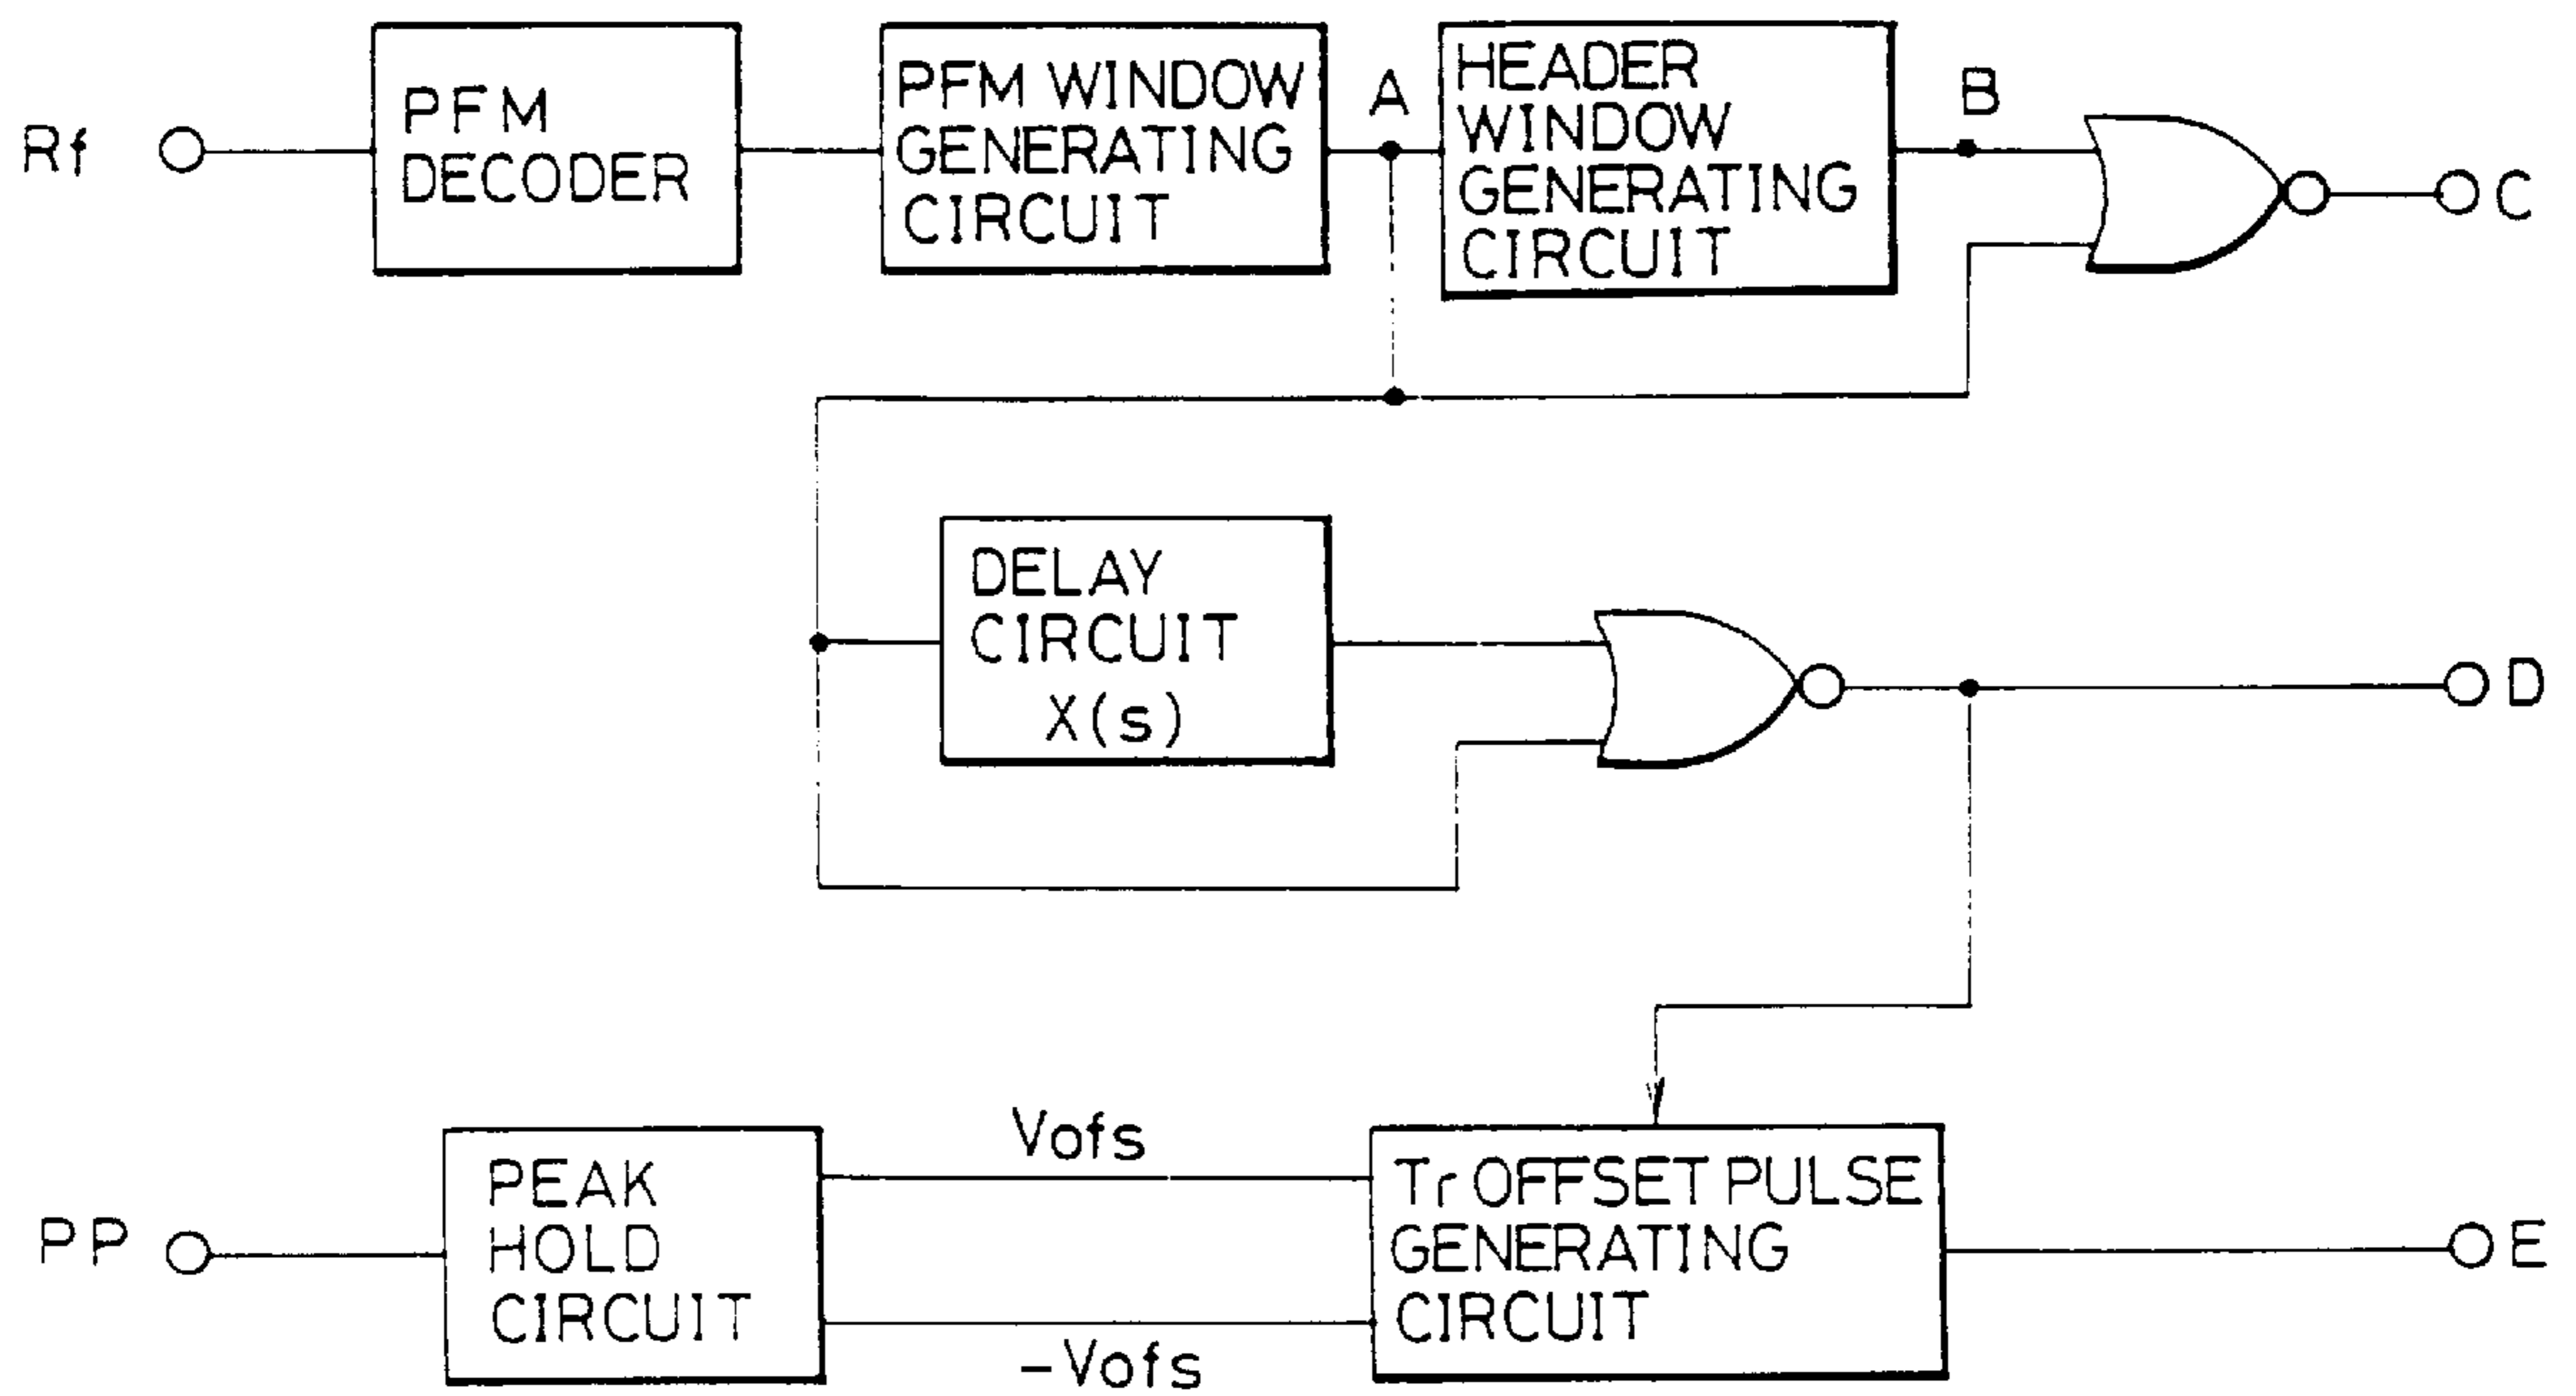 Rf
PFM
DECODER
PFM WINDOW
GENERATING
CIRCUIT
A
HEADER
WINDOW
GENERATING
CIRCUIT
B
C
DELAY
CIRCUIT
X(s)
D
PP
PEAK
HOLD
CIRCUIT
Vofs
-Vofs
Tr OFFSET PULSE
GENERATING
CIRCUIT
E